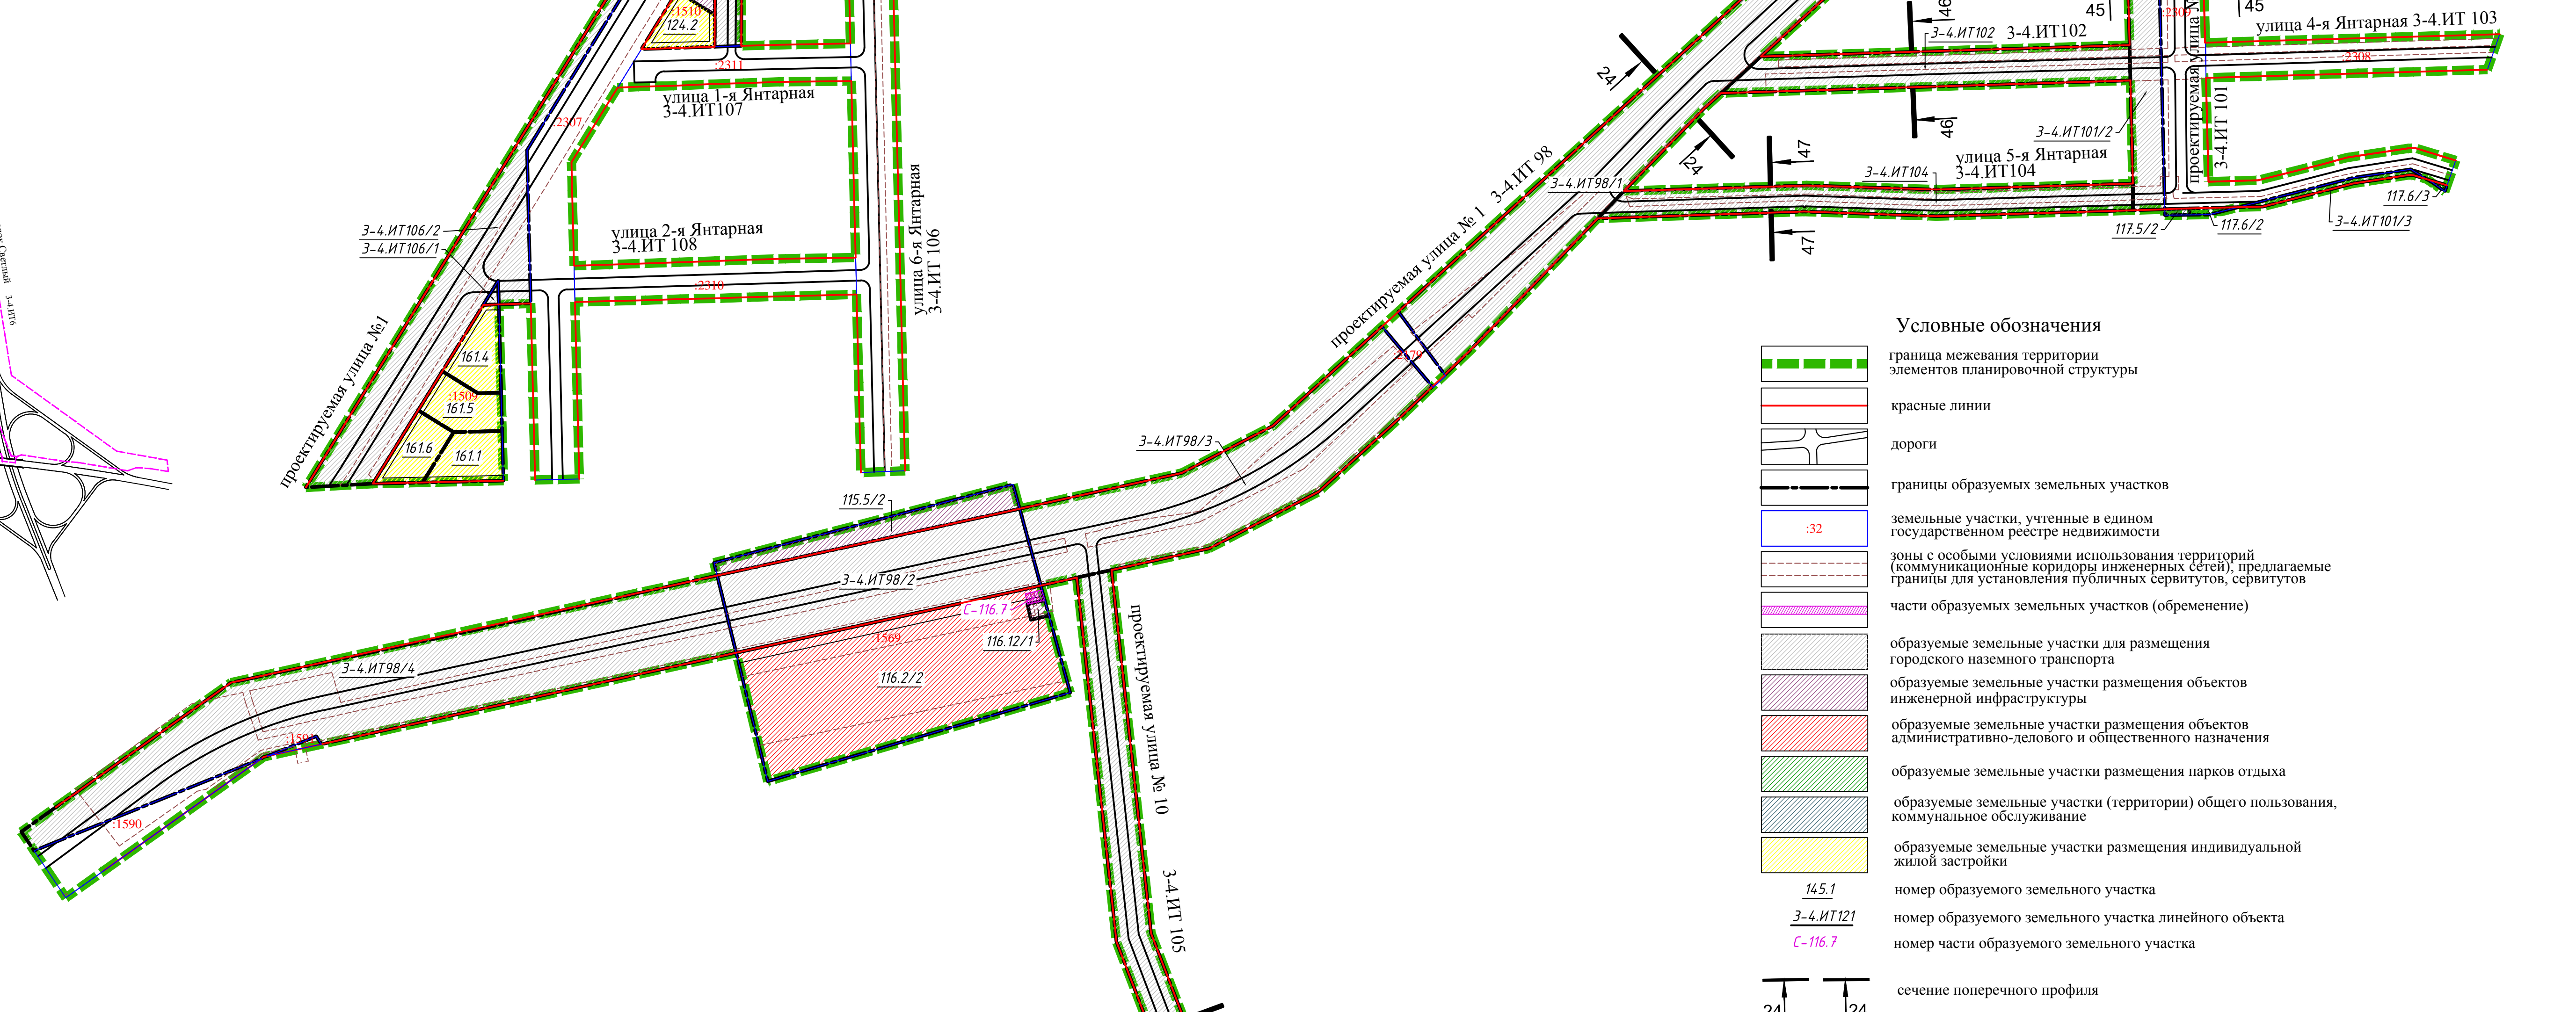 :1510
124.2
:2311
улица 1-я Янтарная
3-4.ИТ107
:2307
улица 2-я Янтарная
3-4.ИТ 108
:2310
3-4.ИТ106/2
3-4.ИТ106/1
улица 6-я Янтарная
3-4.ИТ 106
проектируемая улица №1
161.4
:1509
161.5
161.6
161.1
3-4.ИТ6
115.5/2
3-4.ИТ98/2
С-116.7
116.12/1
:1569
116.2/2
3-4.ИТ98/4
:1590
3-4.ИТ98/3
проектируемая улица № 10
3-4.ИТ 105
проектируемая улица № 1
3-4.ИТ 98
:2179
3-4.ИТ98/1
24
24
46
46
47
47
45
45
3-4.ИТ102
3-4.ИТ102
улица 4-я Янтарная 3-4.ИТ 103
:2309
:2308
проектируемая улица №
3-4.ИТ 101
3-4.ИТ101/2
улица 5-я Янтарная
3-4.ИТ104
3-4.ИТ104
117.5/2
117.6/2
3-4.ИТ101/3
117.6/3
Условные обозначения
граница межевания территории
элементов планировочной структуры
красные линии
дороги
границы образуемых земельных участков
:32
земельные участки, учтенные в едином
государственном реестре недвижимости
зоны с особыми условиями использования территорий
(коммуникационные коридоры инженерных сетей), предлагаемые
границы для установления публичных сервитутов, сервитутов
части образуемых земельных участков (обременение)
образуемые земельные участки для размещения
городского наземного транспорта
образуемые земельные участки размещения объектов
инженерной инфраструктуры
образуемые земельные участки размещения объектов
административно-делового и общественного назначения
образуемые земельные участки размещения парков отдыха
образуемые земельные участки (территории) общего пользования,
коммунальное обслуживание
образуемые земельные участки размещения индивидуальной
жилой застройки
145.1
номер образуемого земельного участка
3-4.ИТ121
номер образуемого земельного участка линейного объекта
С-116.7
номер части образуемого земельного участка
сечение поперечного профиля
24
24